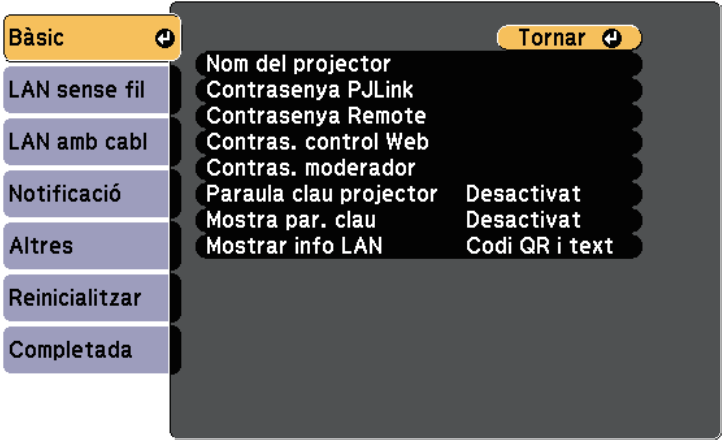 Bàsic
LAN sense fil
LAN amb cabl
Notificació
Altres
Reinicialitzar
Completada
Tornar
Nom del projector
Contrasenya PJLink
Contrasenya Remote
Contras. control Web
Contras. moderador
Paraula clau projector Desactivat
Mostra par. clau Desactivat
Mostrar info LAN Codi QR i text